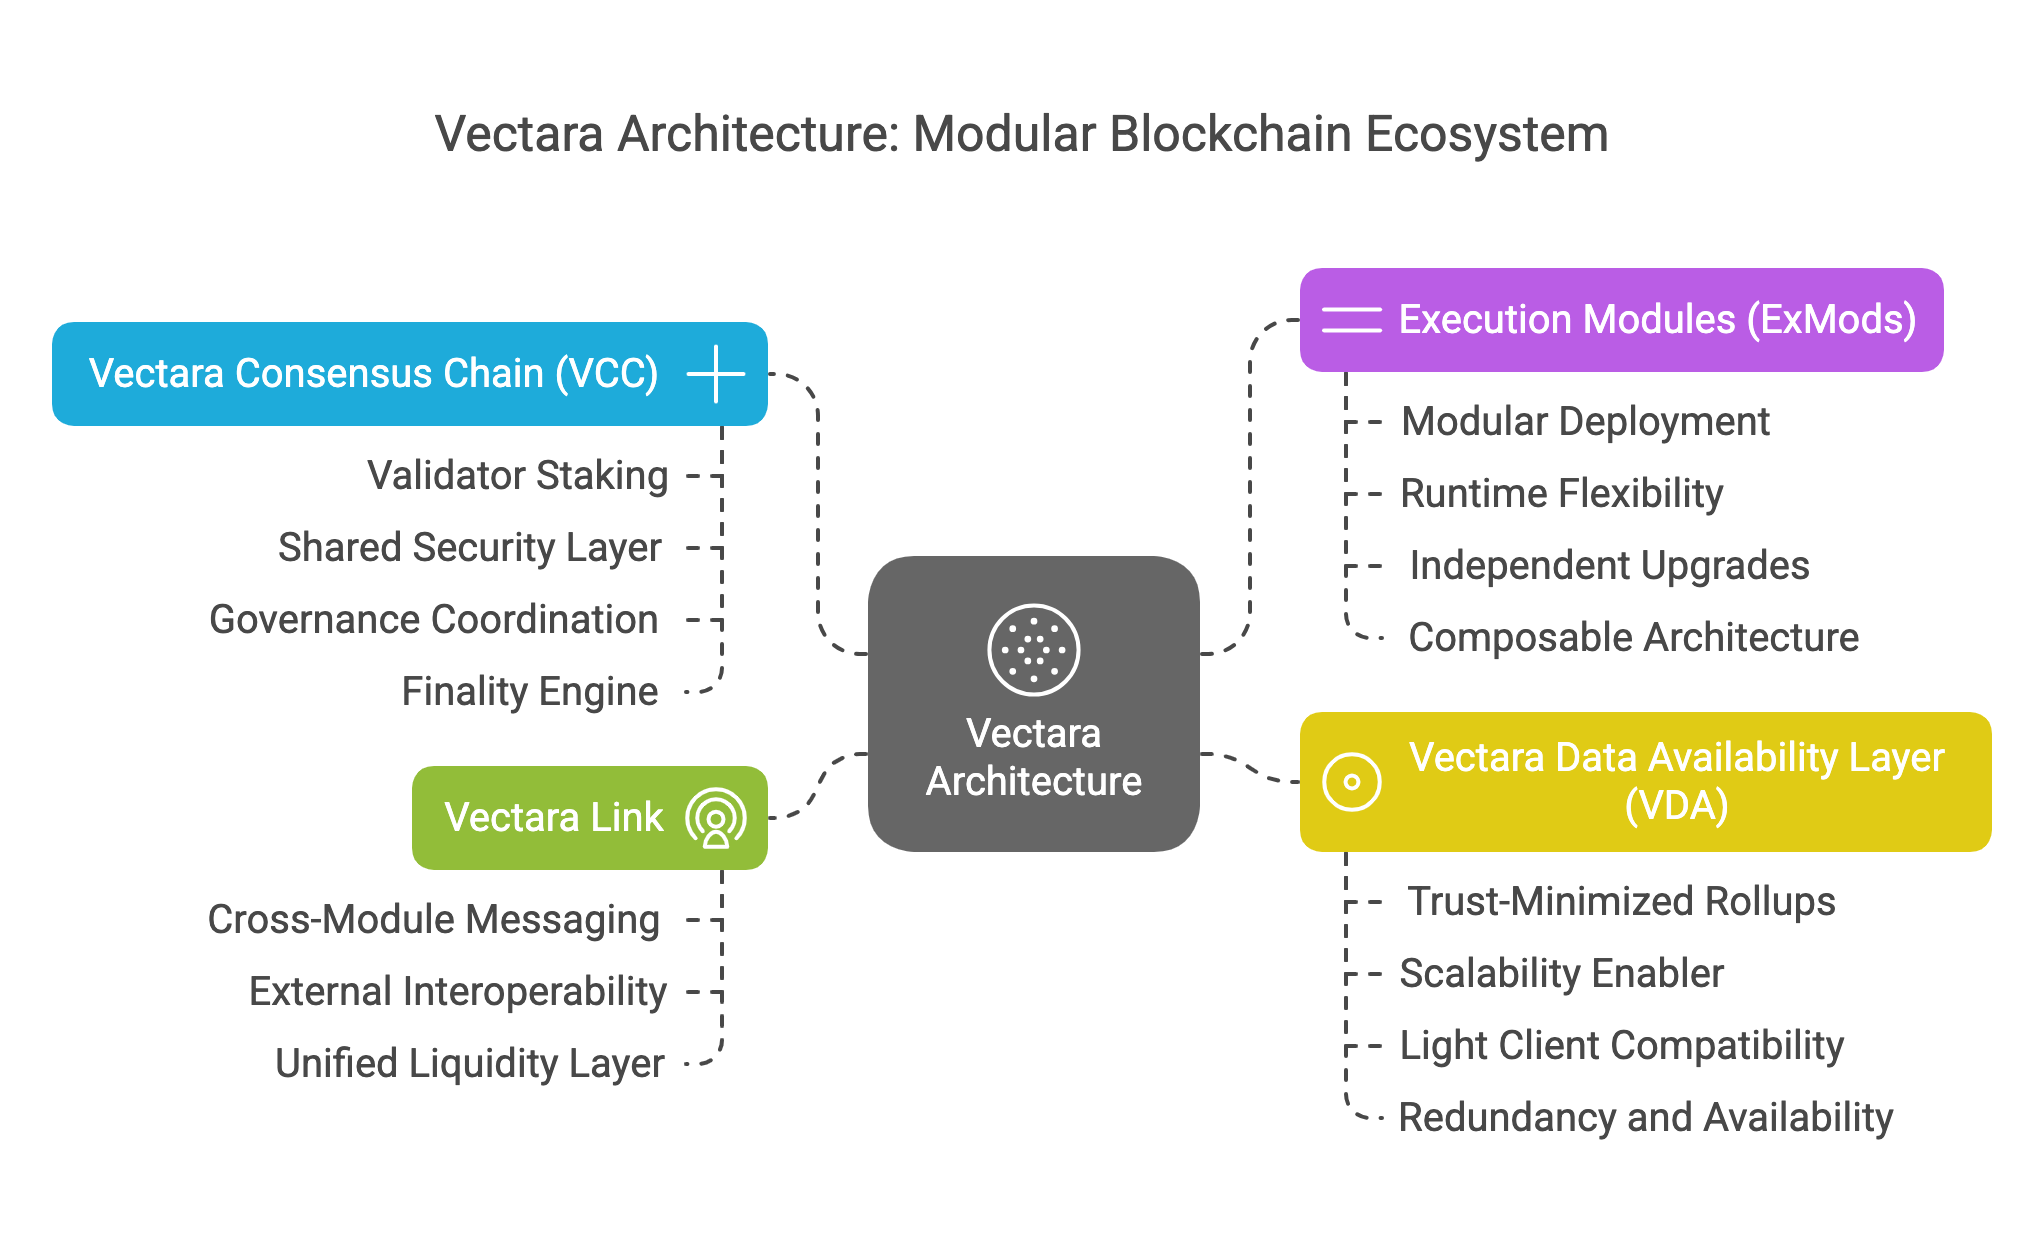 Vectara Architecture: Modular Blockchain Ecosystem
Vectara Consensus Chain (VCC)
Validator Staking
Shared Security Layer
Governance Coordination
Finality Engine
Vectara Link
Cross-Module Messaging
External Interoperability
Unified Liquidity Layer
Vectara
Architecture
Execution Modules (ExMods)
Modular Deployment
Runtime Flexibility
Independent Upgrades
Composable Architecture
Vectara Data Availability Layer
(VDA)
Trust-Minimized Rollups
Scalability Enabler
Light Client Compatibility
Redundancy and Availability